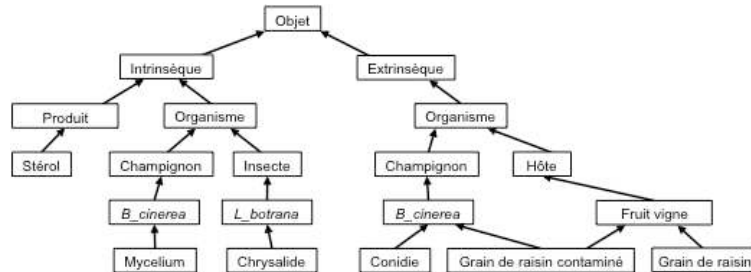 Objet
Intrinsèque Extrinsèque
Produit Organisme Organisme
Stérol Champignon Insecte Champignon Hôte
B_cinerea L_botrana B_cinerea Fruit vigne
Mycelium Chrysalide Conidie Grain de raisin contaminé Grain de raisin